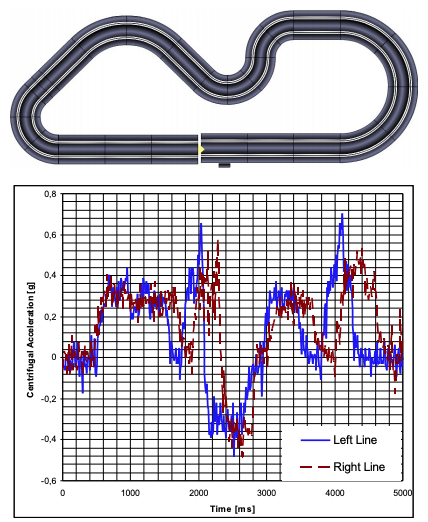 0,8
0,6
0,4
0,2
0
-0,2
-0,4
-0,6
Centrifugal Acceleration [g]
Left Line
Right Line
0 1000 2000 3000 4000 5000
Time [ms]